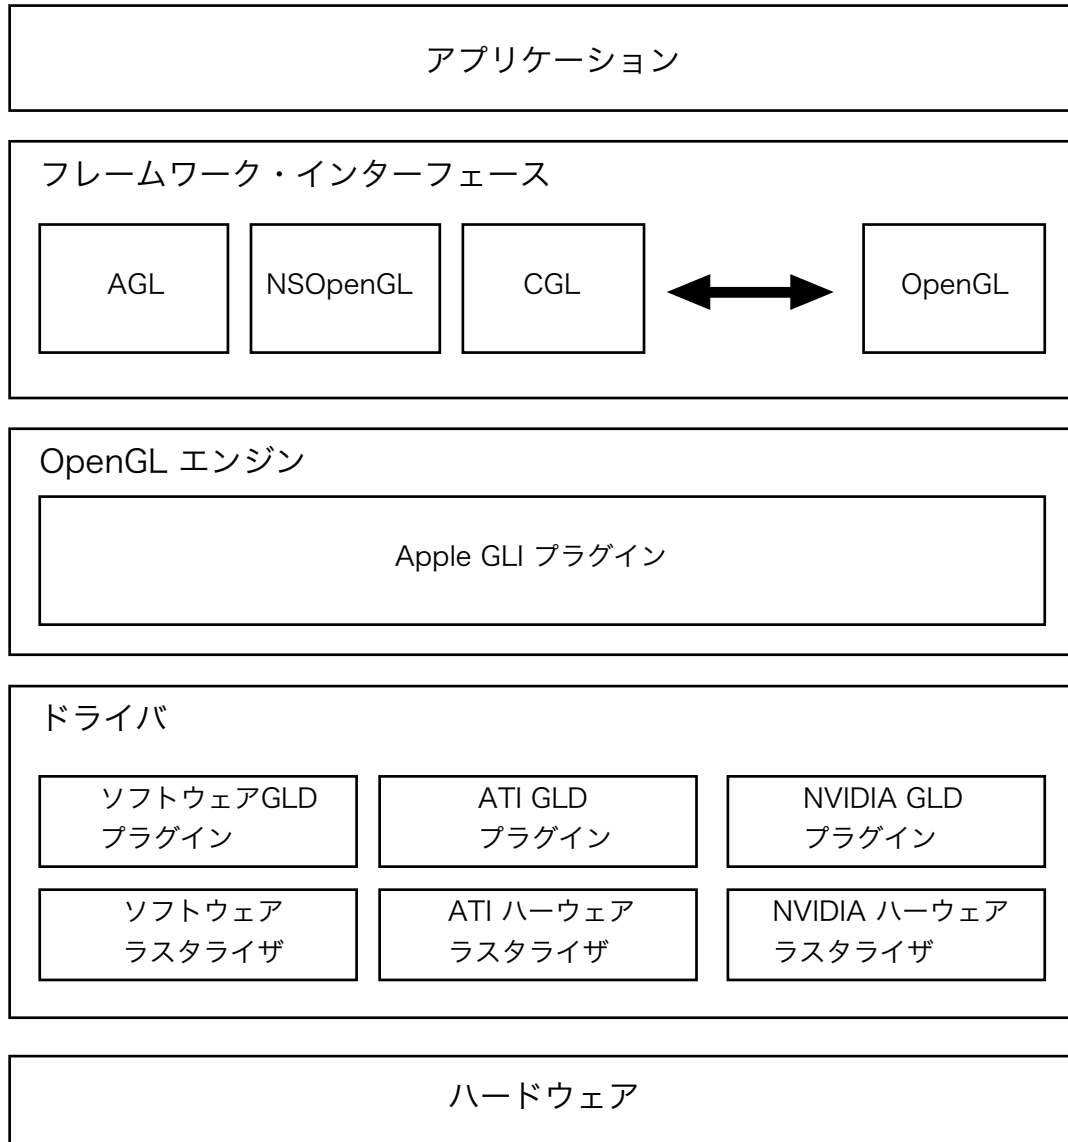 アプリケーション
フレームワーク・インターフェース
AGL
NSOpenGL
CGL
OpenGL
OpenGL エンジン
Apple GLI プラグイン
ドライバ
ソフトウェアGLD
プラグイン
ATI GLD
プラグイン
NVIDIA GLD
プラグイン
ソフトウェア
ラスタライザ
ATI ハーウェア
ラスタライザ
NVIDIA ハーウェア
ラスタライザ
ハードウェア